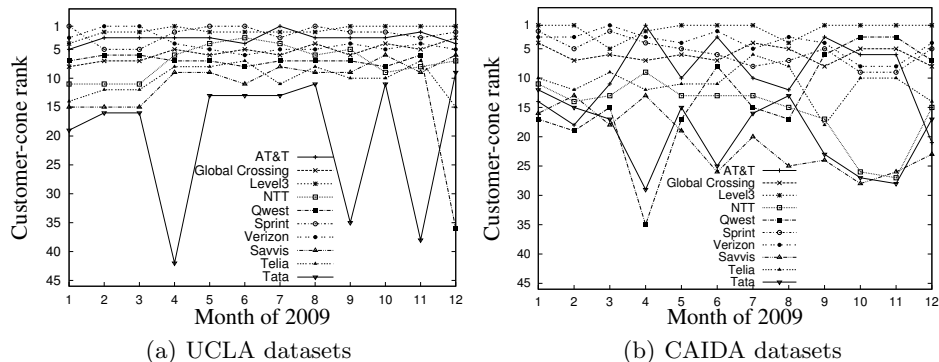 Customer-cone rank
1
5
10
15
20
25
30
35
40
45
AT&T
Global Crossing
Level3
NTT
Qwest
Sprint
Verizon
Savvis
Telia
Tata
1 2 3 4 5 6 7 8 9 10 11 12
Month of 2009
(a) UCLA datasets
Customer-cone rank
1
5
10
15
20
25
30
35
40
45
AT&T
Global Crossing
Level3
NTT
Qwest
Sprint
Verizon
Savvis
Telia
Tata
1 2 3 4 5 6 7 8 9 10 11 12
Month of 2009
(b) CAIDA datasets